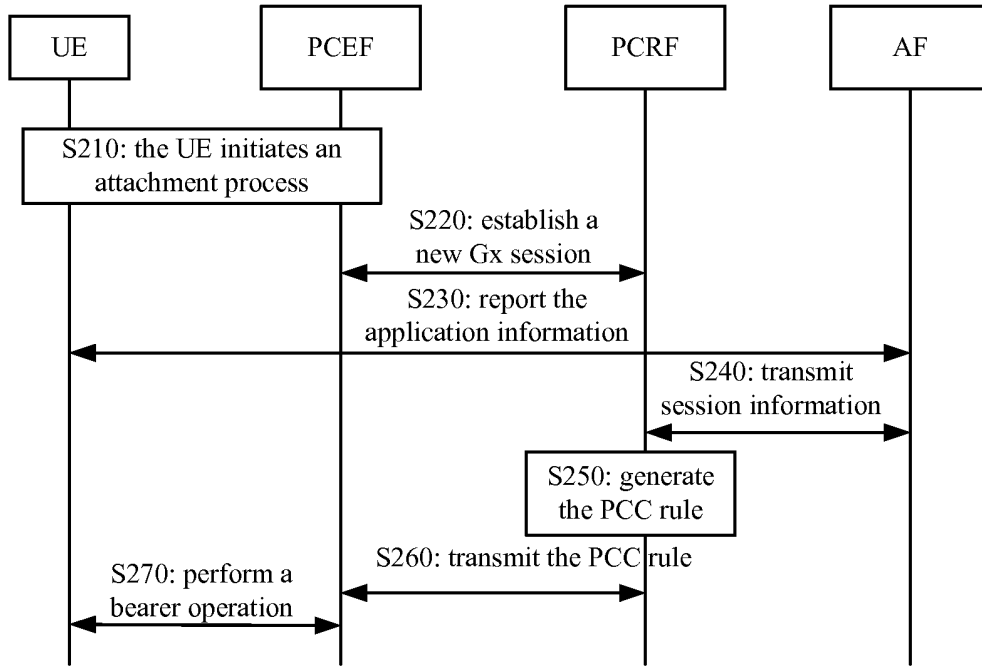 UE
PCEF
PCRF
AF
S210: the UE initiates an
attachment process
S220: establish a
new Gx session
S230: report the
application information
S240: transmit
session information
S250: generate
the PCC rule
S260: transmit the PCC rule
S270: perform a
bearer operation